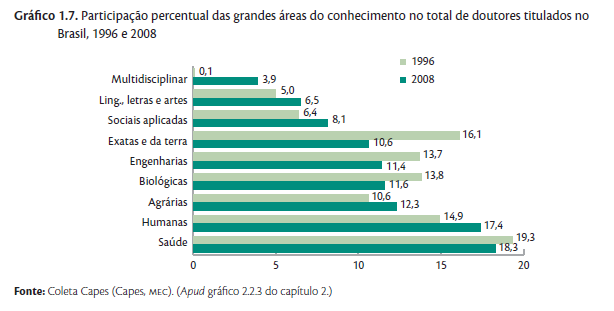 Gráfico 1.7. Participação percentual das grandes áreas do conhecimento no total de doutores titulados no
Brasil, 1996 e 2008
1996
2008
Multidisciplinar 0,1 3,9
Ling., letras e artes 5,0 6,5
Sociais aplicadas 6,4 8,1
Exatas e da terra 16,1 10,6
Engenharias 13,7 11,4
Biológicas 13,8 11,6
Agrárias 10,6 12,3
Humanas 14,9 17,4
Saúde 19,3 18,3
0 5 10 15 20
Fonte: Coleta Capes (Capes, MEC). (Apud gráfico 2.2.3 do capítulo 2.)